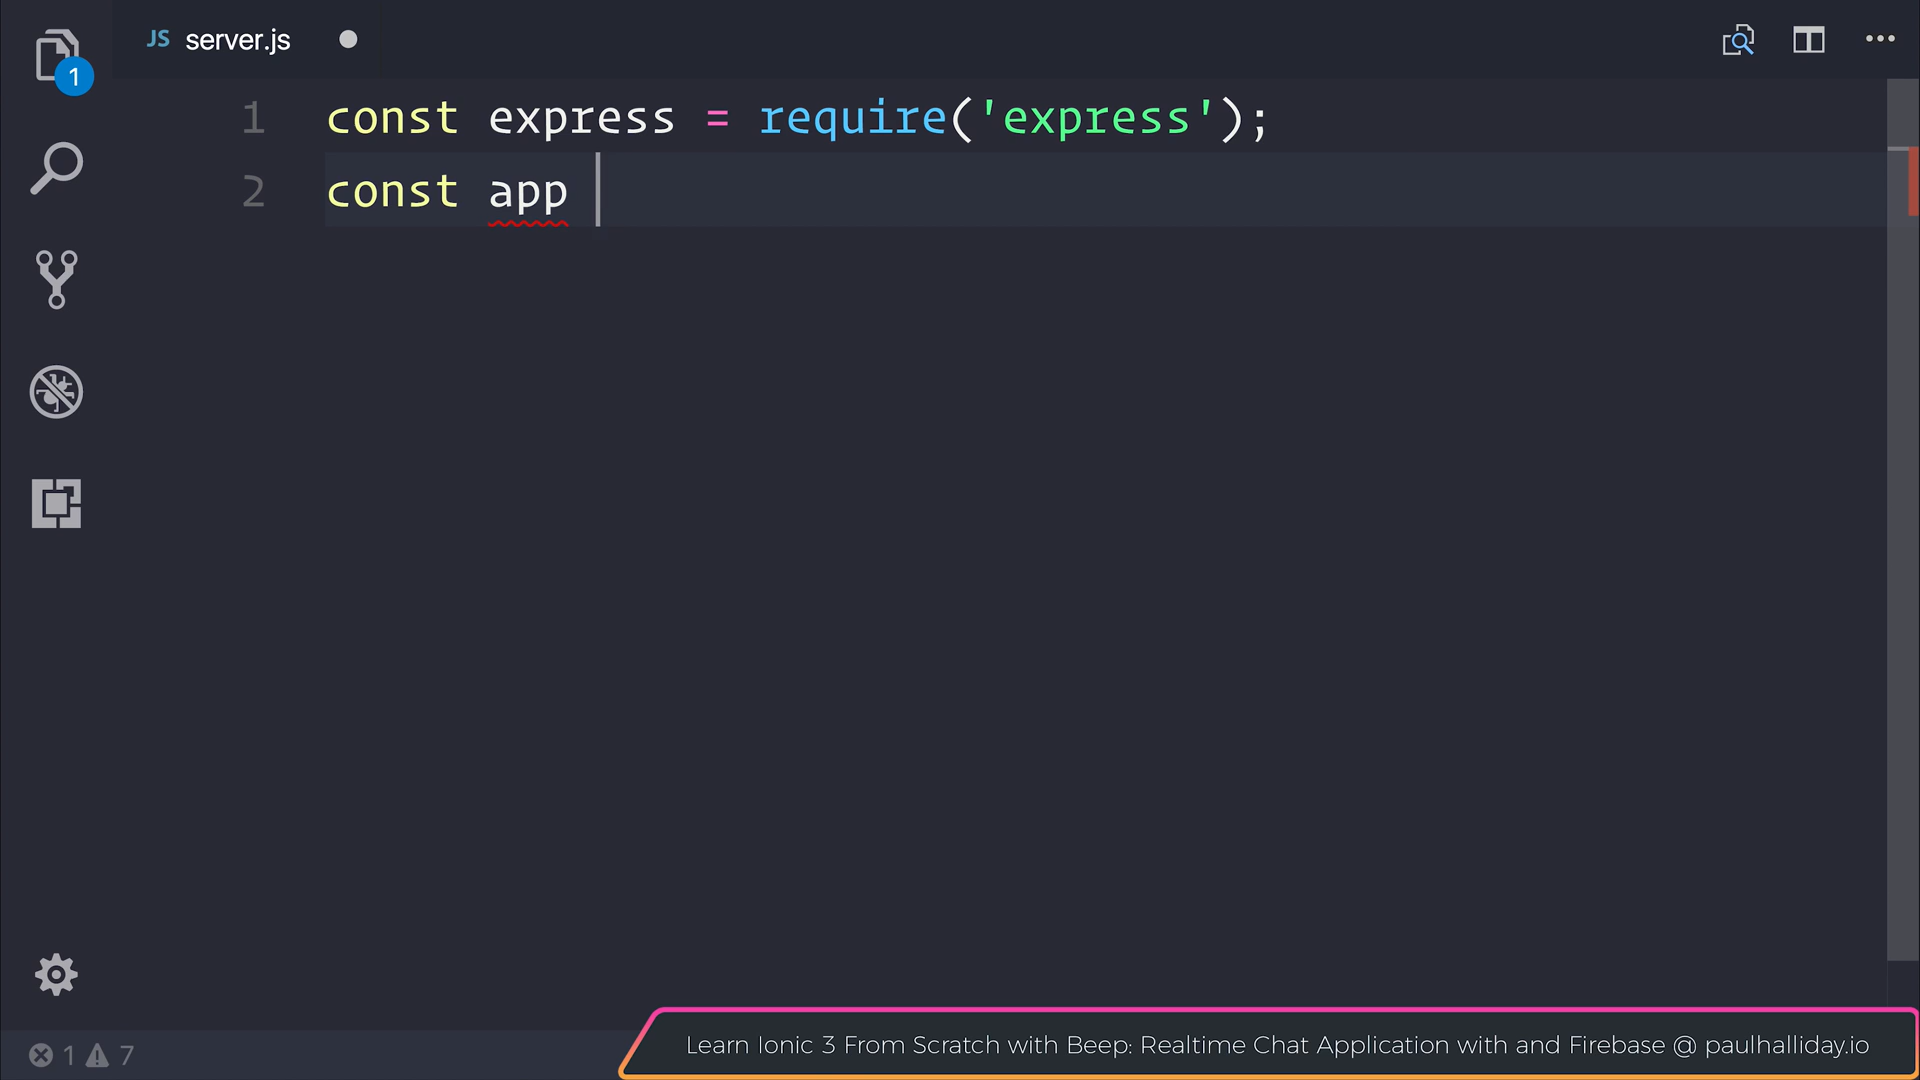 JS server.js
1
1 const express = require('express');
2 const app
1 7
Learn Ionic 3 From Scratch with Beep: Realtime Chat Application with and Firebase @ paulhalliday.io